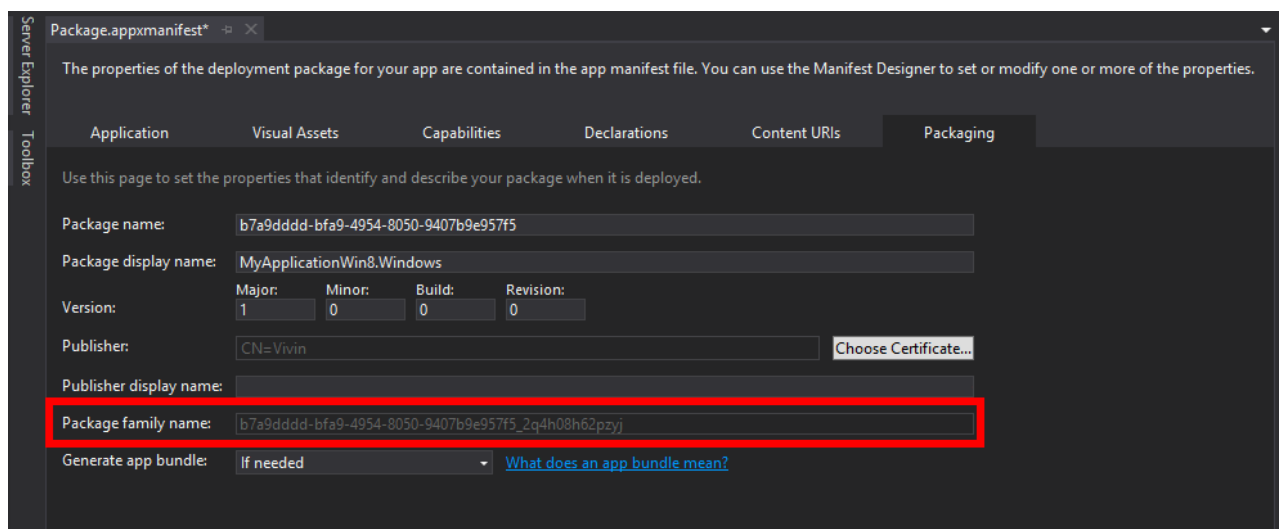 Server Explorer
Toolbox
Package.appxmanifest*
The properties of the deployment package for your app are contained in the app manifest file. You can use the Manifest Designer to set or modify one or more of the properties.
Application Visual Assets Capabilities Declarations Content URIs Packaging
Use this page to set the properties that identify and describe your package when it is deployed.
Package name: b7a9dddd-bfa9-4954-8050-9407b9e957f5
Package display name: MyApplicationWin8.Windows
Major: Minor: Build: Revision:
Version: 1 0 0 0
Publisher: CN=Vivin Choose Certificate...
Publisher display name:
Package family name: b7a9dddd-bfa9-4954-8050-9407b9e957f5_2q4h08h62pzyj
Generate app bundle: If needed What does an app bundle mean?